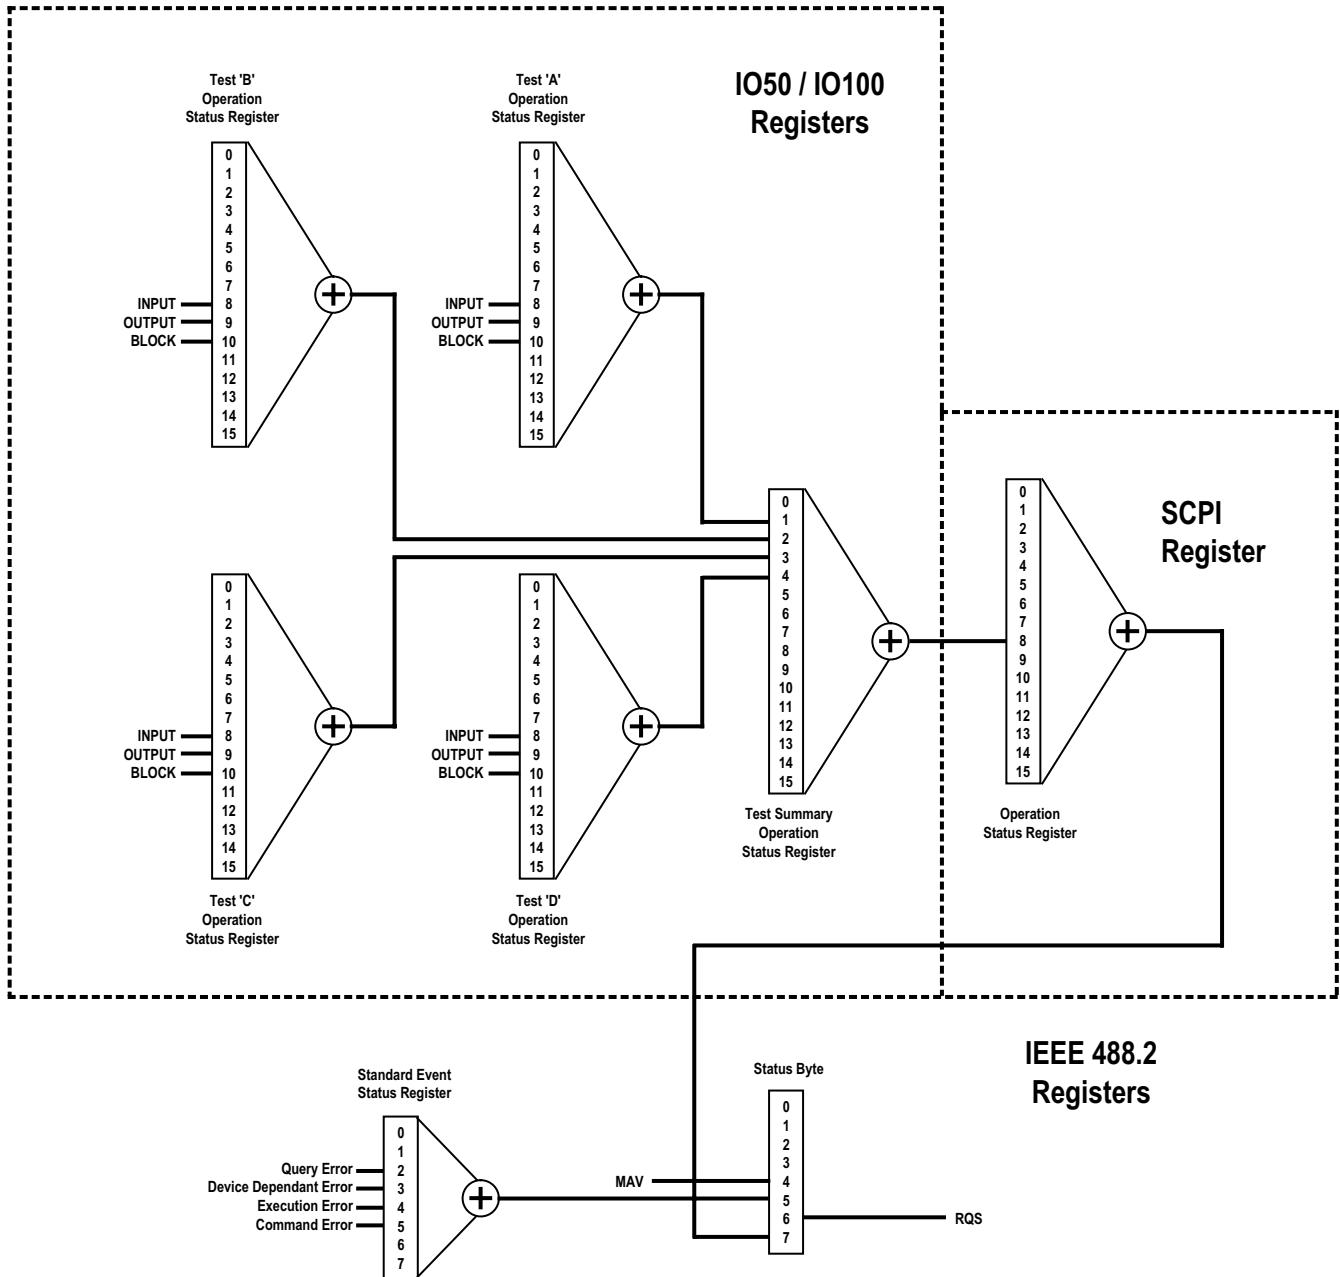 IO50 / IO100
Registers
Test 'B'
Operation
Status Register
0
1
2
3
4
5
6
7
8
9
10
11
12
13
14
15
INPUT
OUTPUT
BLOCK
Test 'A'
Operation
Status Register
0
1
2
3
4
5
6
7
8
9
10
11
12
13
14
15
INPUT
OUTPUT
BLOCK
0
1
2
3
4
5
6
7
8
9
10
11
12
13
14
15
INPUT
OUTPUT
BLOCK
Test 'C'
Operation
Status Register
0
1
2
3
4
5
6
7
8
9
10
11
12
13
14
15
INPUT
OUTPUT
BLOCK
Test 'D'
Operation
Status Register
0
1
2
3
4
5
6
7
8
9
10
11
12
13
14
15
Test Summary
Operation
Status Register
SCPI
Register
0
1
2
3
4
5
6
7
8
9
10
11
12
13
14
15
Operation
Status Register
IEEE 488.2
Registers
Standard Event
Status Register
0
1
2
3
4
5
6
7
Query Error
Device Dependant Error
Execution Error
Command Error
Status Byte
0
1
2
3
4
5
6
7
MAV
RQS